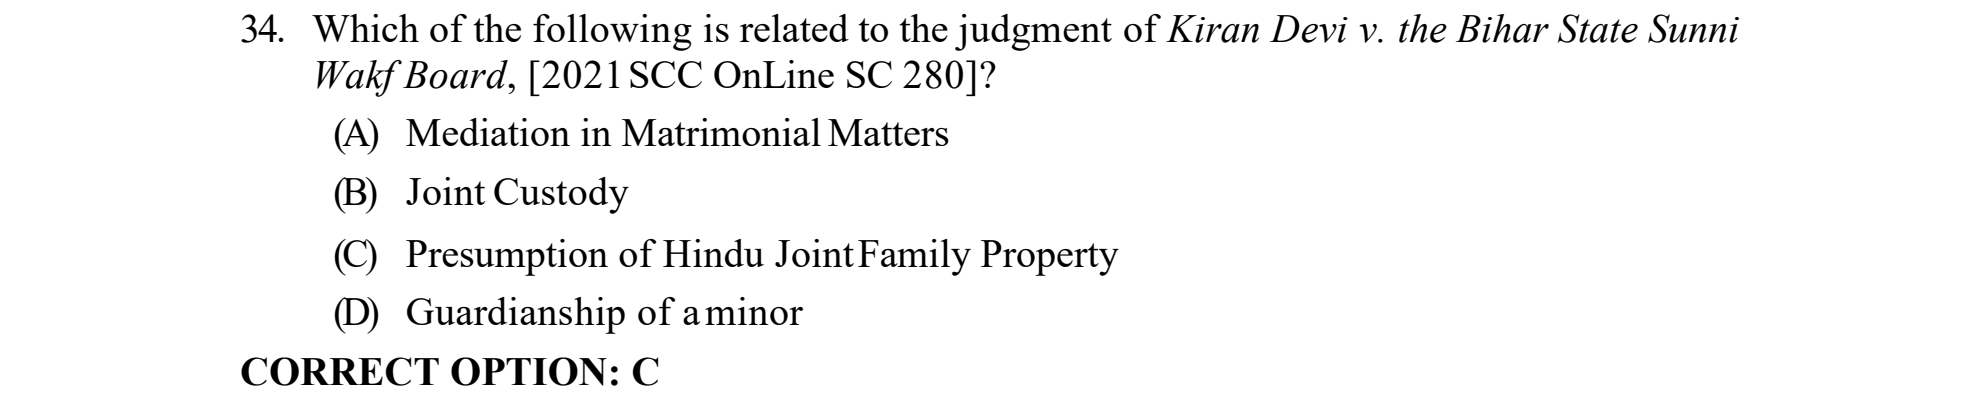 34. Which of the following is related to the judgment of Kiran Devi v. the Bihar State Sunni
Wakf Board, [2021 SCC OnLine SC 280]?
(A) Mediation in Matrimonial Matters
(B) Joint Custody
(C) Presumption of Hindu Joint Family Property
(D) Guardianship of a minor
CORRECT OPTION: C